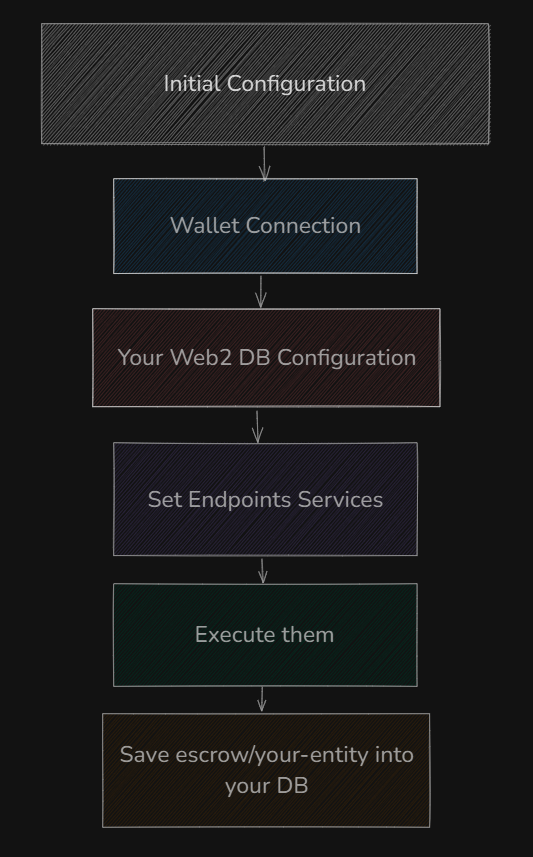 Initial Configuration
Wallet Connection
Your Web2 DB Configuration
Set Endpoints Services
Execute them
Save escrow/your-entity into
your DB